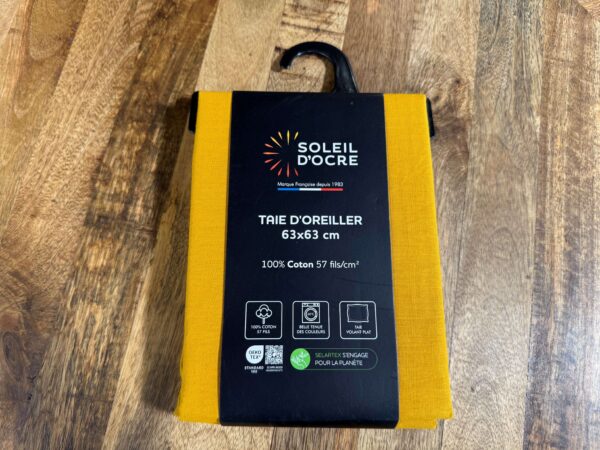 SOLEIL
D'OCRE
Marque Française depuis 1983
TAIE D'OREILLER
63x63 cm
100% Coton 57 fils/cm²
100% COTON
57 FILS
BELLE TENUE
DES COULEURS
TAIE
VOLANT PLAT
OEKO
TEX®
STANDARD
100
SELARTEX S'ENGAGE
POUR LA PLANÈTE